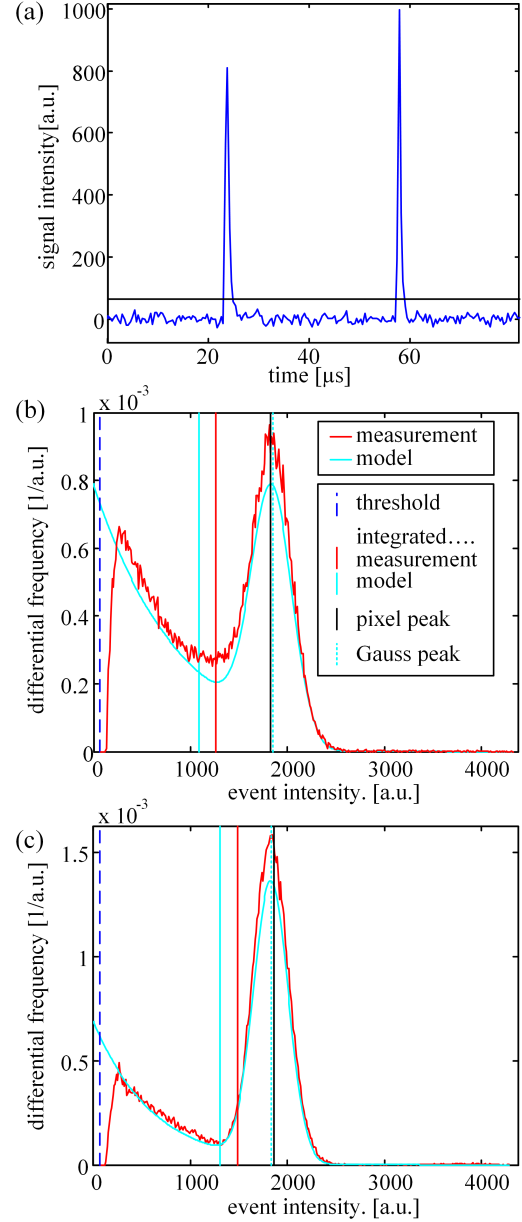 (a)
1000
800
600
400
200
0
signal intensity[a.u.]
0 20 40 60
time [µs]
(b)
x 10-3
1
0.8
0.6
0.4
0.2
0
differential frequency [1/a.u.]
measurement
model
threshold
integrated....
measurement
model
pixel peak
Gauss peak
0 1000 2000 3000 4000
event intensity. [a.u.]
(c)
x 10-3
1.5
1
0.5
0
differential frequency [1/a.u.]
0 1000 2000 3000 4000
event intensity. [a.u.]